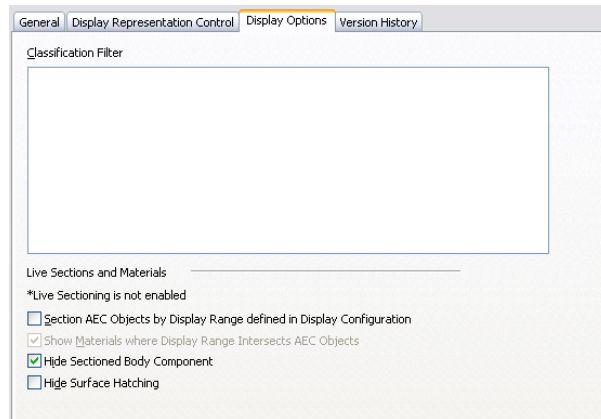 General Display Representation Control Display Options Version History
Classification Filter
Live Sections and Materials
*Live Sectioning is not enabled
Section AEC Objects by Display Range defined in Display Configuration
Show Materials where Display Range Intersects AEC Objects
Hide Sectioned Body Component
Hide Surface Hatching